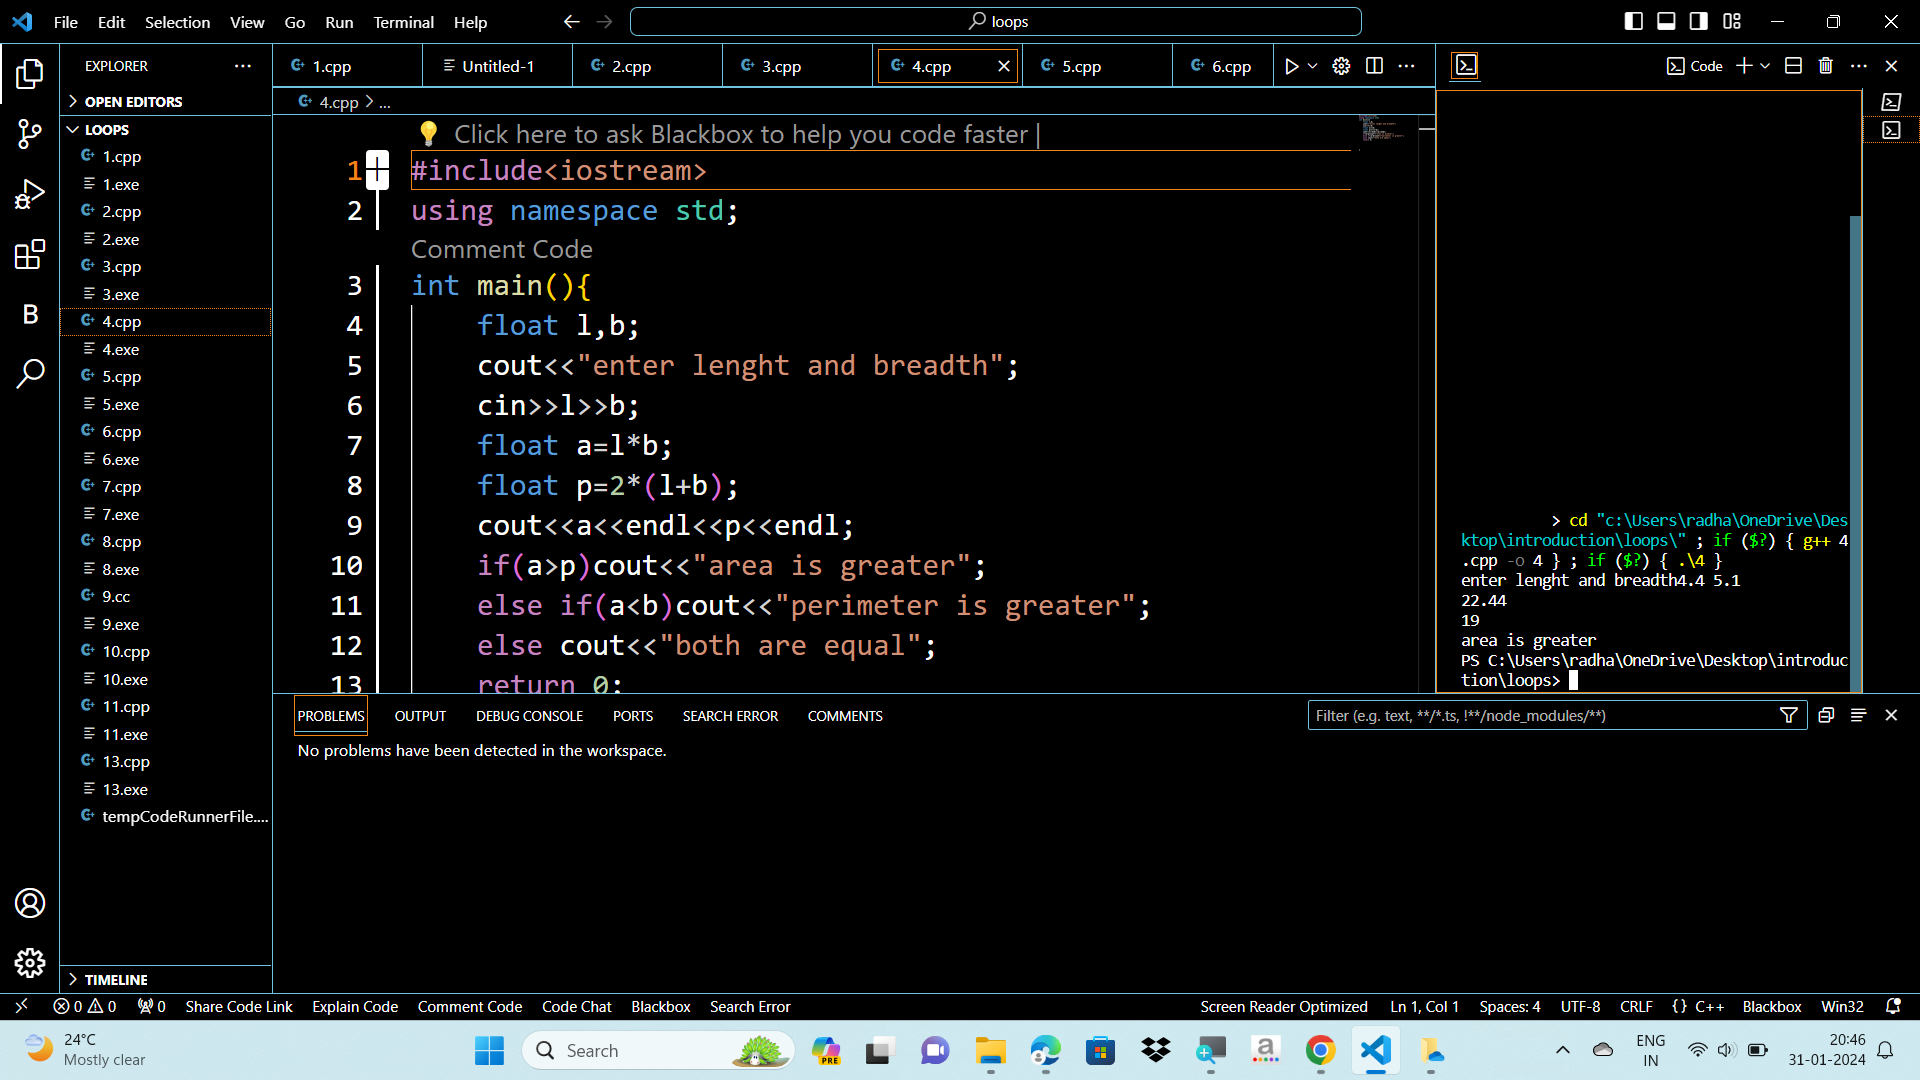 File Edit Selection View Go Run Terminal Help
loops
EXPLORER
OPEN EDITORS
LOOPS
1.cpp
1.exe
2.cpp
2.exe
3.cpp
3.exe
4.cpp
4.exe
5.cpp
5.exe
6.cpp
6.exe
7.cpp
7.exe
8.cpp
8.exe
9.cc
9.exe
10.cpp
10.exe
11.cpp
11.exe
13.cpp
13.exe
tempCodeRunnerFile....
TIMELINE
1.cpp Untitled-1 2.cpp 3.cpp 4.cpp 5.cpp 6.cpp
4.cpp > ...
Click here to ask Blackbox to help you code faster |
1 #include<iostream>
2 using namespace std;
Comment Code
3 int main(){
4 float l,b;
5 cout<<"enter lenght and breadth";
6 cin>>l>>b;
7 float a=l*b;
8 float p=2*(l+b);
9 cout<<a<<endl<<p<<endl;
10 if(a>p)cout<<"area is greater";
11 else if(a<b)cout<<"perimeter is greater";
12 else cout<<"both are equal";
13 return 0;
Code
> cd "c:\Users\radha\OneDrive\Des
ktop\introduction\loops\" ; if ($?) { g++ 4
.cpp -o 4 } ; if ($?) { .\4 }
enter lenght and breadth4.4 5.1
22.44
19
area is greater
PS C:\Users\radha\OneDrive\Desktop\introduc
tion\loops>
PROBLEMS OUTPUT DEBUG CONSOLE PORTS SEARCH ERROR COMMENTS
Filter (e.g. text, **/*.ts, !**/node_modules/**)
No problems have been detected in the workspace.
0 0 0 Share Code Link Explain Code Comment Code Code Chat Blackbox Search Error
Screen Reader Optimized Ln 1, Col 1 Spaces: 4 UTF-8 CRLF {} C++ Blackbox Win32
24°C
Mostly clear
Search
PRE
ENG
IN
20:46
31-01-2024